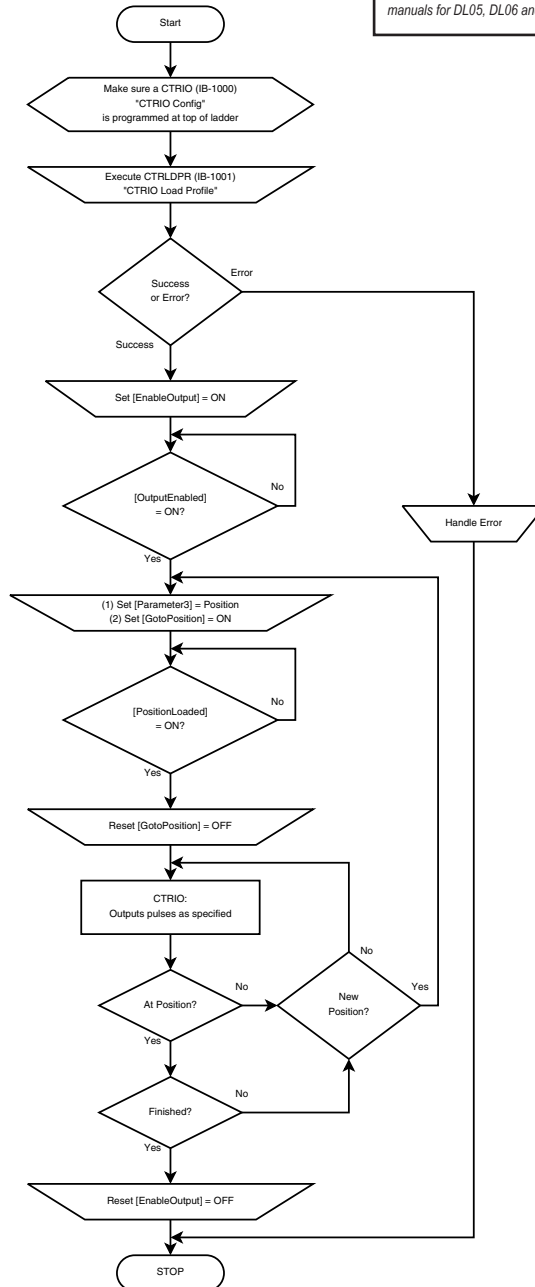 manuals for DL05, DL06 an
Start
Make sure a CTRIO (IB-1000)
"CTRIO Config"
is programmed at top of ladder
Execute CTRLDPR (IB-1001)
"CTRIO Load Profile"
Success
or Error?
Error
Success
Set [EnableOutput] = ON
[OutputEnabled]
= ON?
No
Handle Error
Yes
(1) Set [Parameter3] = Position
(2) Set [GotoPosition] = ON
[PositionLoaded]
= ON?
No
Yes
Reset [GotoPosition] = OFF
CTRIO:
Outputs pulses as specified
No
At Position?
No
New
Position?
Yes
Yes
Finished?
No
Yes
Reset [EnableOutput] = OFF
STOP